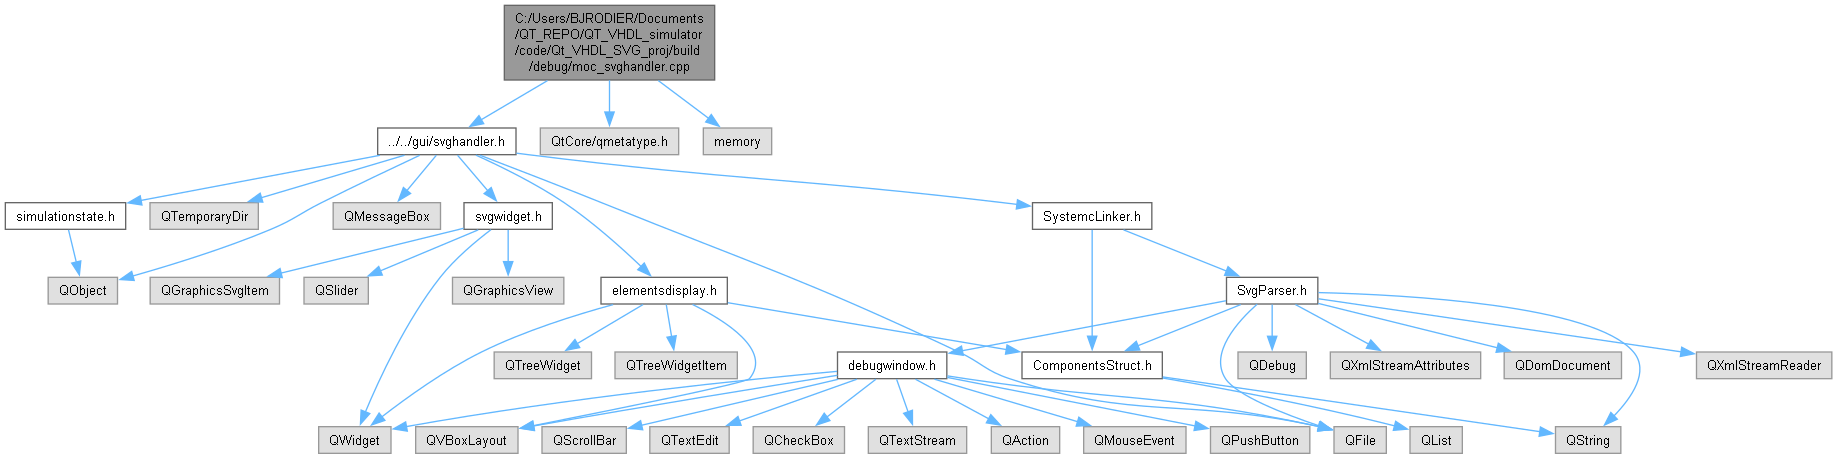 C:/Users/BJRODIER/Documents
/QT_REPO/QT_VHDL_simulator
/code/Qt_VHDL_SVG_proj/build
/debug/moc_svghandler.cpp
../../gui/svghandler.h
QtCore/qmetatype.h
memory
simulationstate.h
QTemporaryDir
QMessageBox
svgwidget.h
SystemcLinker.h
QObject
QGraphicsSvgItem
QSlider
QGraphicsView
elementsdisplay.h
SvgParser.h
QTreeWidget
QTreeWidgetItem
debugwindow.h
ComponentsStruct.h
QDebug
QXmlStreamAttributes
QDomDocument
QXmlStreamReader
QWidget
QVBoxLayout
QScrollBar
QTextEdit
QCheckBox
QTextStream
QAction
QMouseEvent
QPushButton
QFile
QList
QString